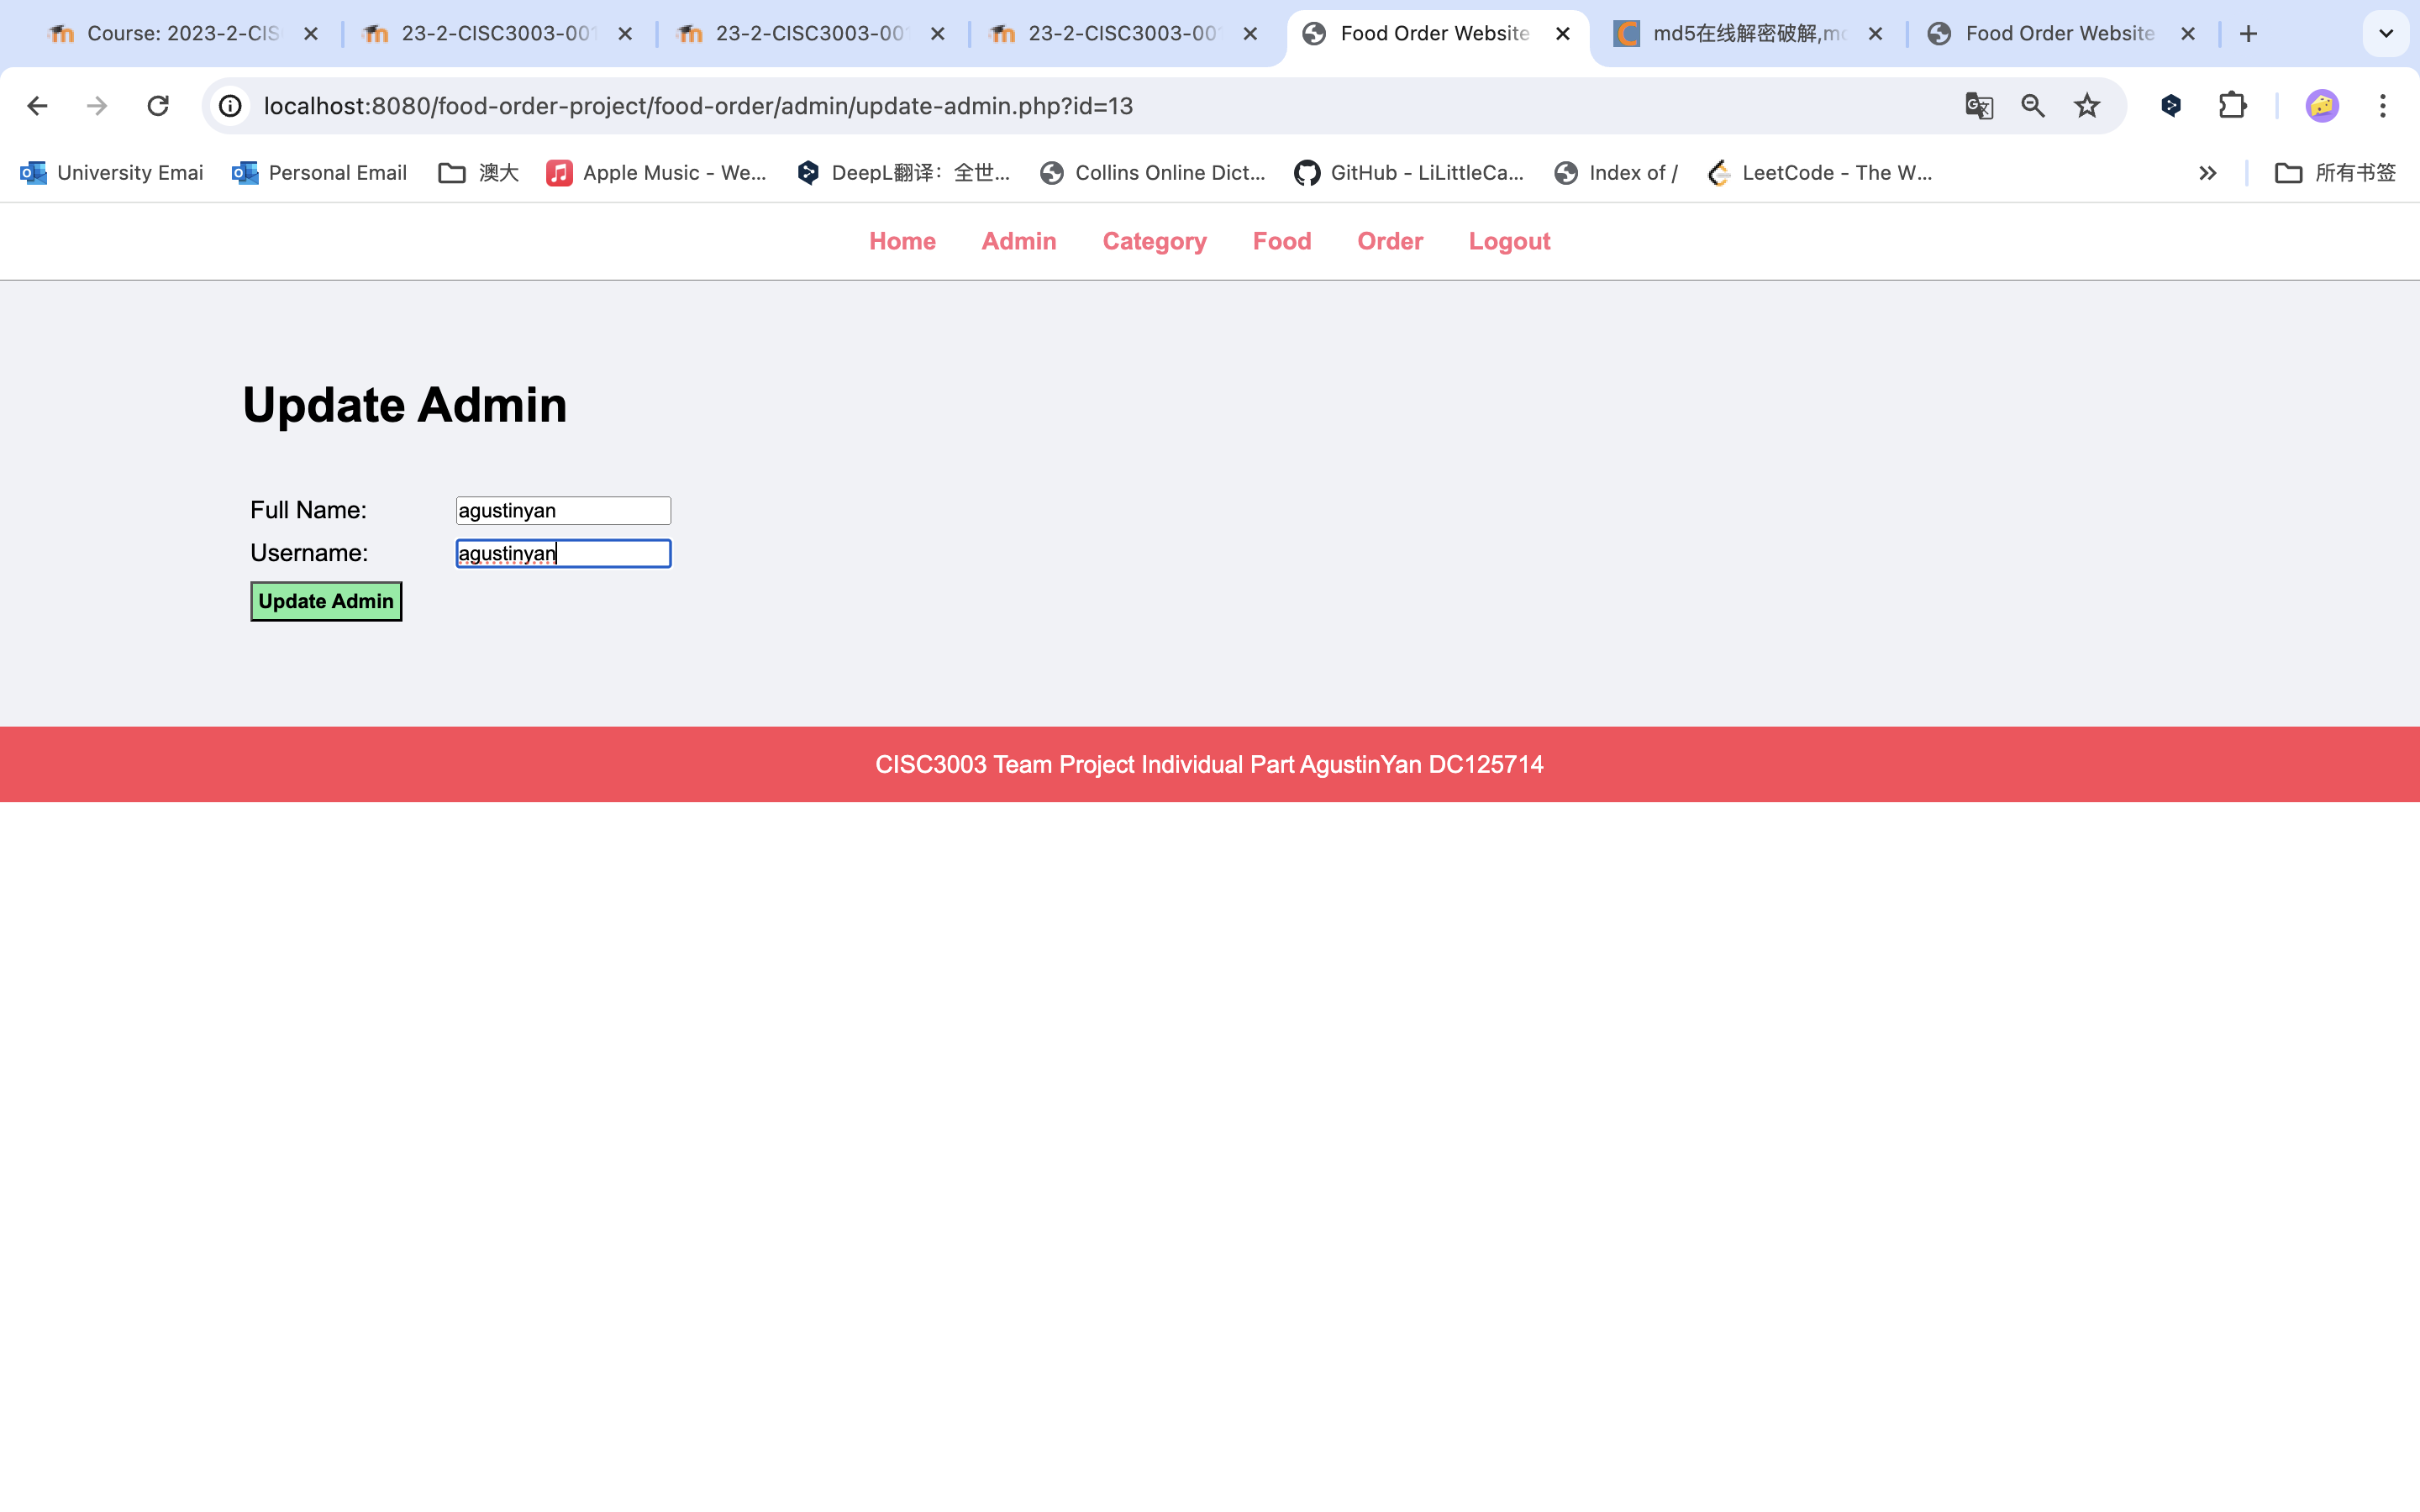 Course: 2023-2-CIS
23-2-CISC3003-001
23-2-CISC3003-00
23-2-CISC3003-00
Food Order Website
md5在线解密破解,md
Food Order Website
localhost:8080/food-order-project/food-order/admin/update-admin.php?id=13
University Emai
Personal Email
澳大
Apple Music - We...
DeepL翻译：全世...
Collins Online Dict...
GitHub - LiLittleCa...
Index of /
LeetCode - The W...
所有书签
Home
Admin
Category
Food
Order
Logout
Update Admin
Full Name:
agustinyan
Username:
agustinyan
Update Admin
CISC3003 Team Project Individual Part AgustinYan DC125714